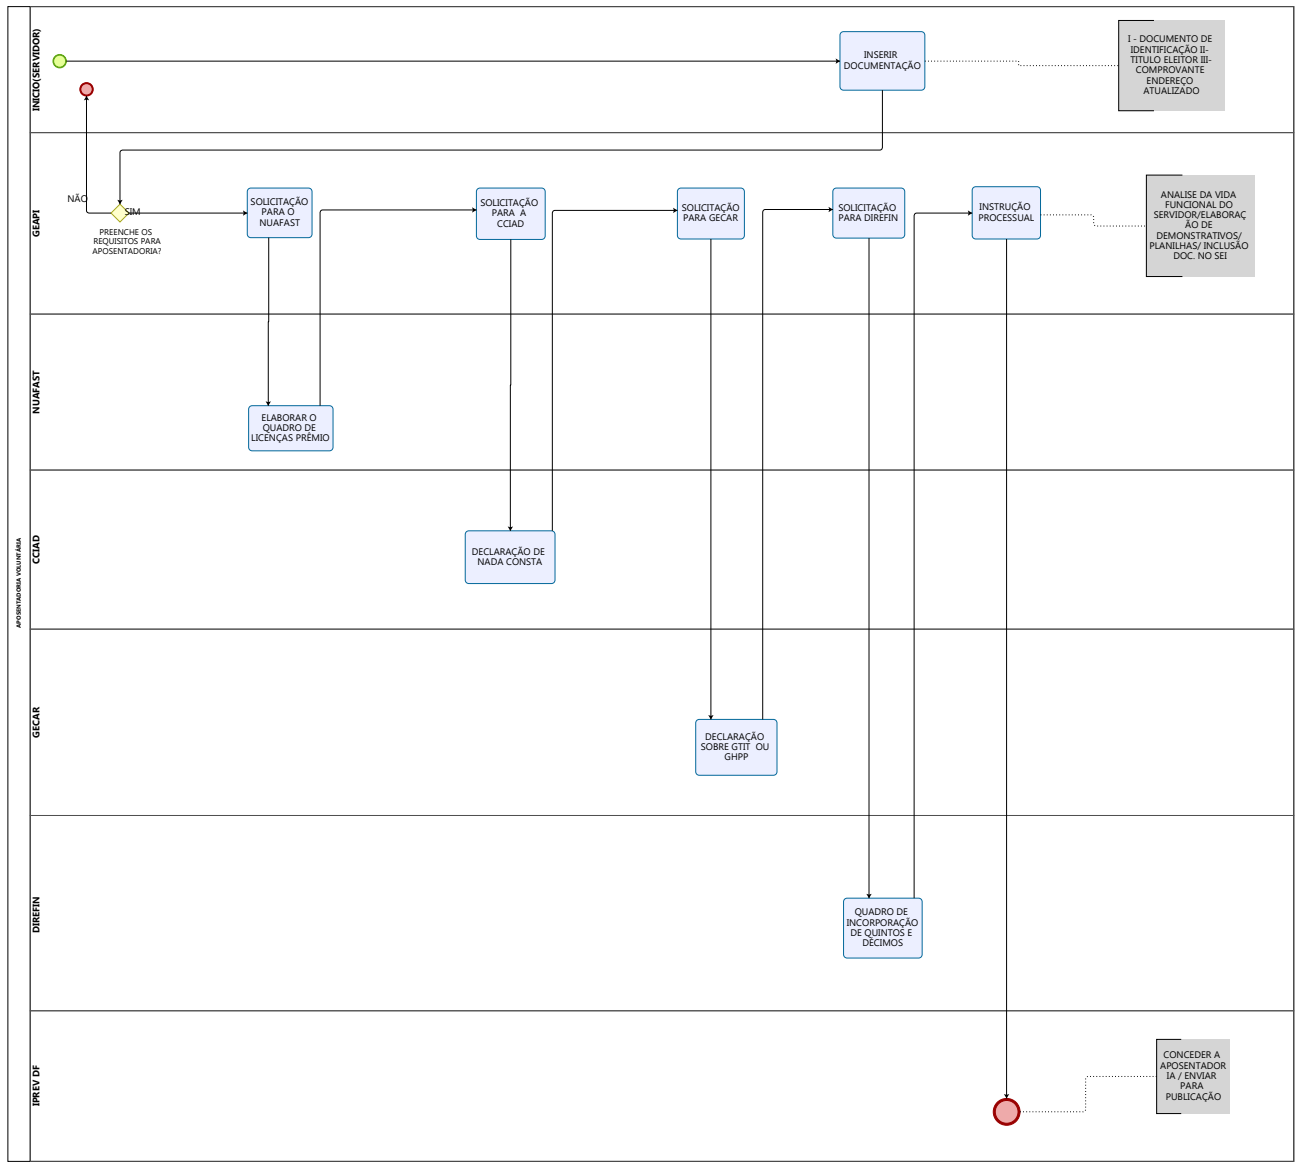 APOSENTADORIA VOLUNTÁRIA
INICIO(SERVIDOR)
INSERIR
DOCUMENTAÇÃO
I - DOCUMENTO DE
IDENTIFICAÇÃO II-
TITULO ELEITOR III-
COMPROVANTE
ENDEREÇO
ATUALIZADO
GEAPI
NÃO
SIM
PREENCHE OS
REQUISITOS PARA
APOSENTADORIA?
SOLICITAÇÃO
PARA O
NUAFAST
SOLICITAÇÃO
PARA A
CCIAD
SOLICITAÇÃO
PARA GECAR
SOLICITAÇÃO
PARA DIREFIN
INSTRUÇÃO
PROCESSUAL
ANALISE DA VIDA
FUNCIONAL DO
SERVIDOR/ELABORAÇ
ÃO DE
DEMONSTRATIVOS/
PLANILHAS/ INCLUSÃO
DOC. NO SEI
NUAFAST
ELABORAR O
QUADRO DE
LICENÇAS PRÊMIO
CCIAD
DECLARAÇÃO DE
NADA CONSTA
GECAR
DECLARAÇÃO
SOBRE GTIT OU
GHPP
DIREFIN
QUADRO DE
INCORPORAÇÃO
DE QUINTOS E
DÉCIMOS
IPREV DF
CONCEDER A
APOSENTADOR
IA / ENVIAR
PARA
PUBLICAÇÃO